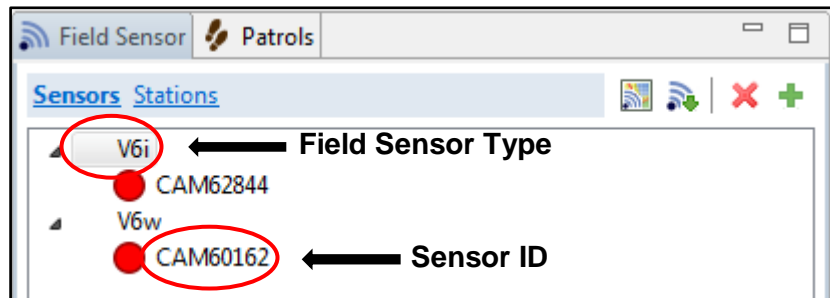 Field Sensor Patrols
Sensors Stations
V6i Field Sensor Type
CAM62844
V6w
CAM60162 Sensor ID